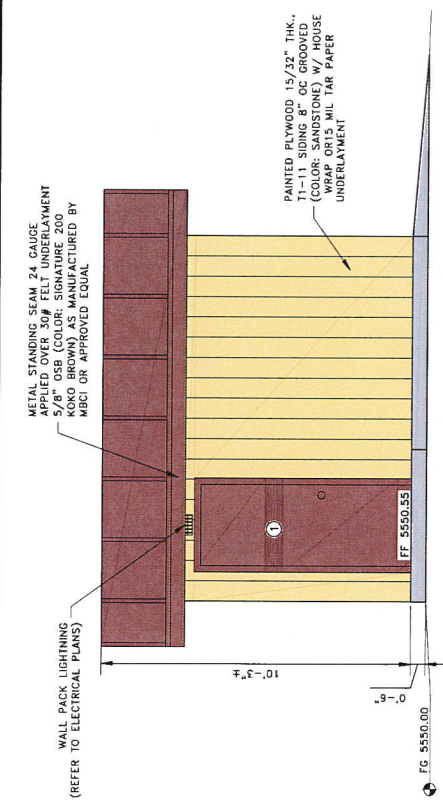 METAL STANDING SEAM 24 GAUGE
APPLIED OVER 30# FELT UNDERLAYMENT
5/8" OSB (COLOR: SIGNATURE 200
KOKO BROWN) AS MANUFACTURED BY
MBCI OR APPROVED EQUAL
WALL PACK LIGHTNING
(REFER TO ELECTRICAL PLANS)
PAINTED PLYWOOD 15/32" THK.,
T1-11 SIDING 8" OC GROOVED
(COLOR: SANDSTONE) W/ HOUSE
WRAP OR15 MIL TAR PAPER
UNDERLAYMENT
1
FF 5550.55
10'-3"±
0'-6"
FG 5550.00